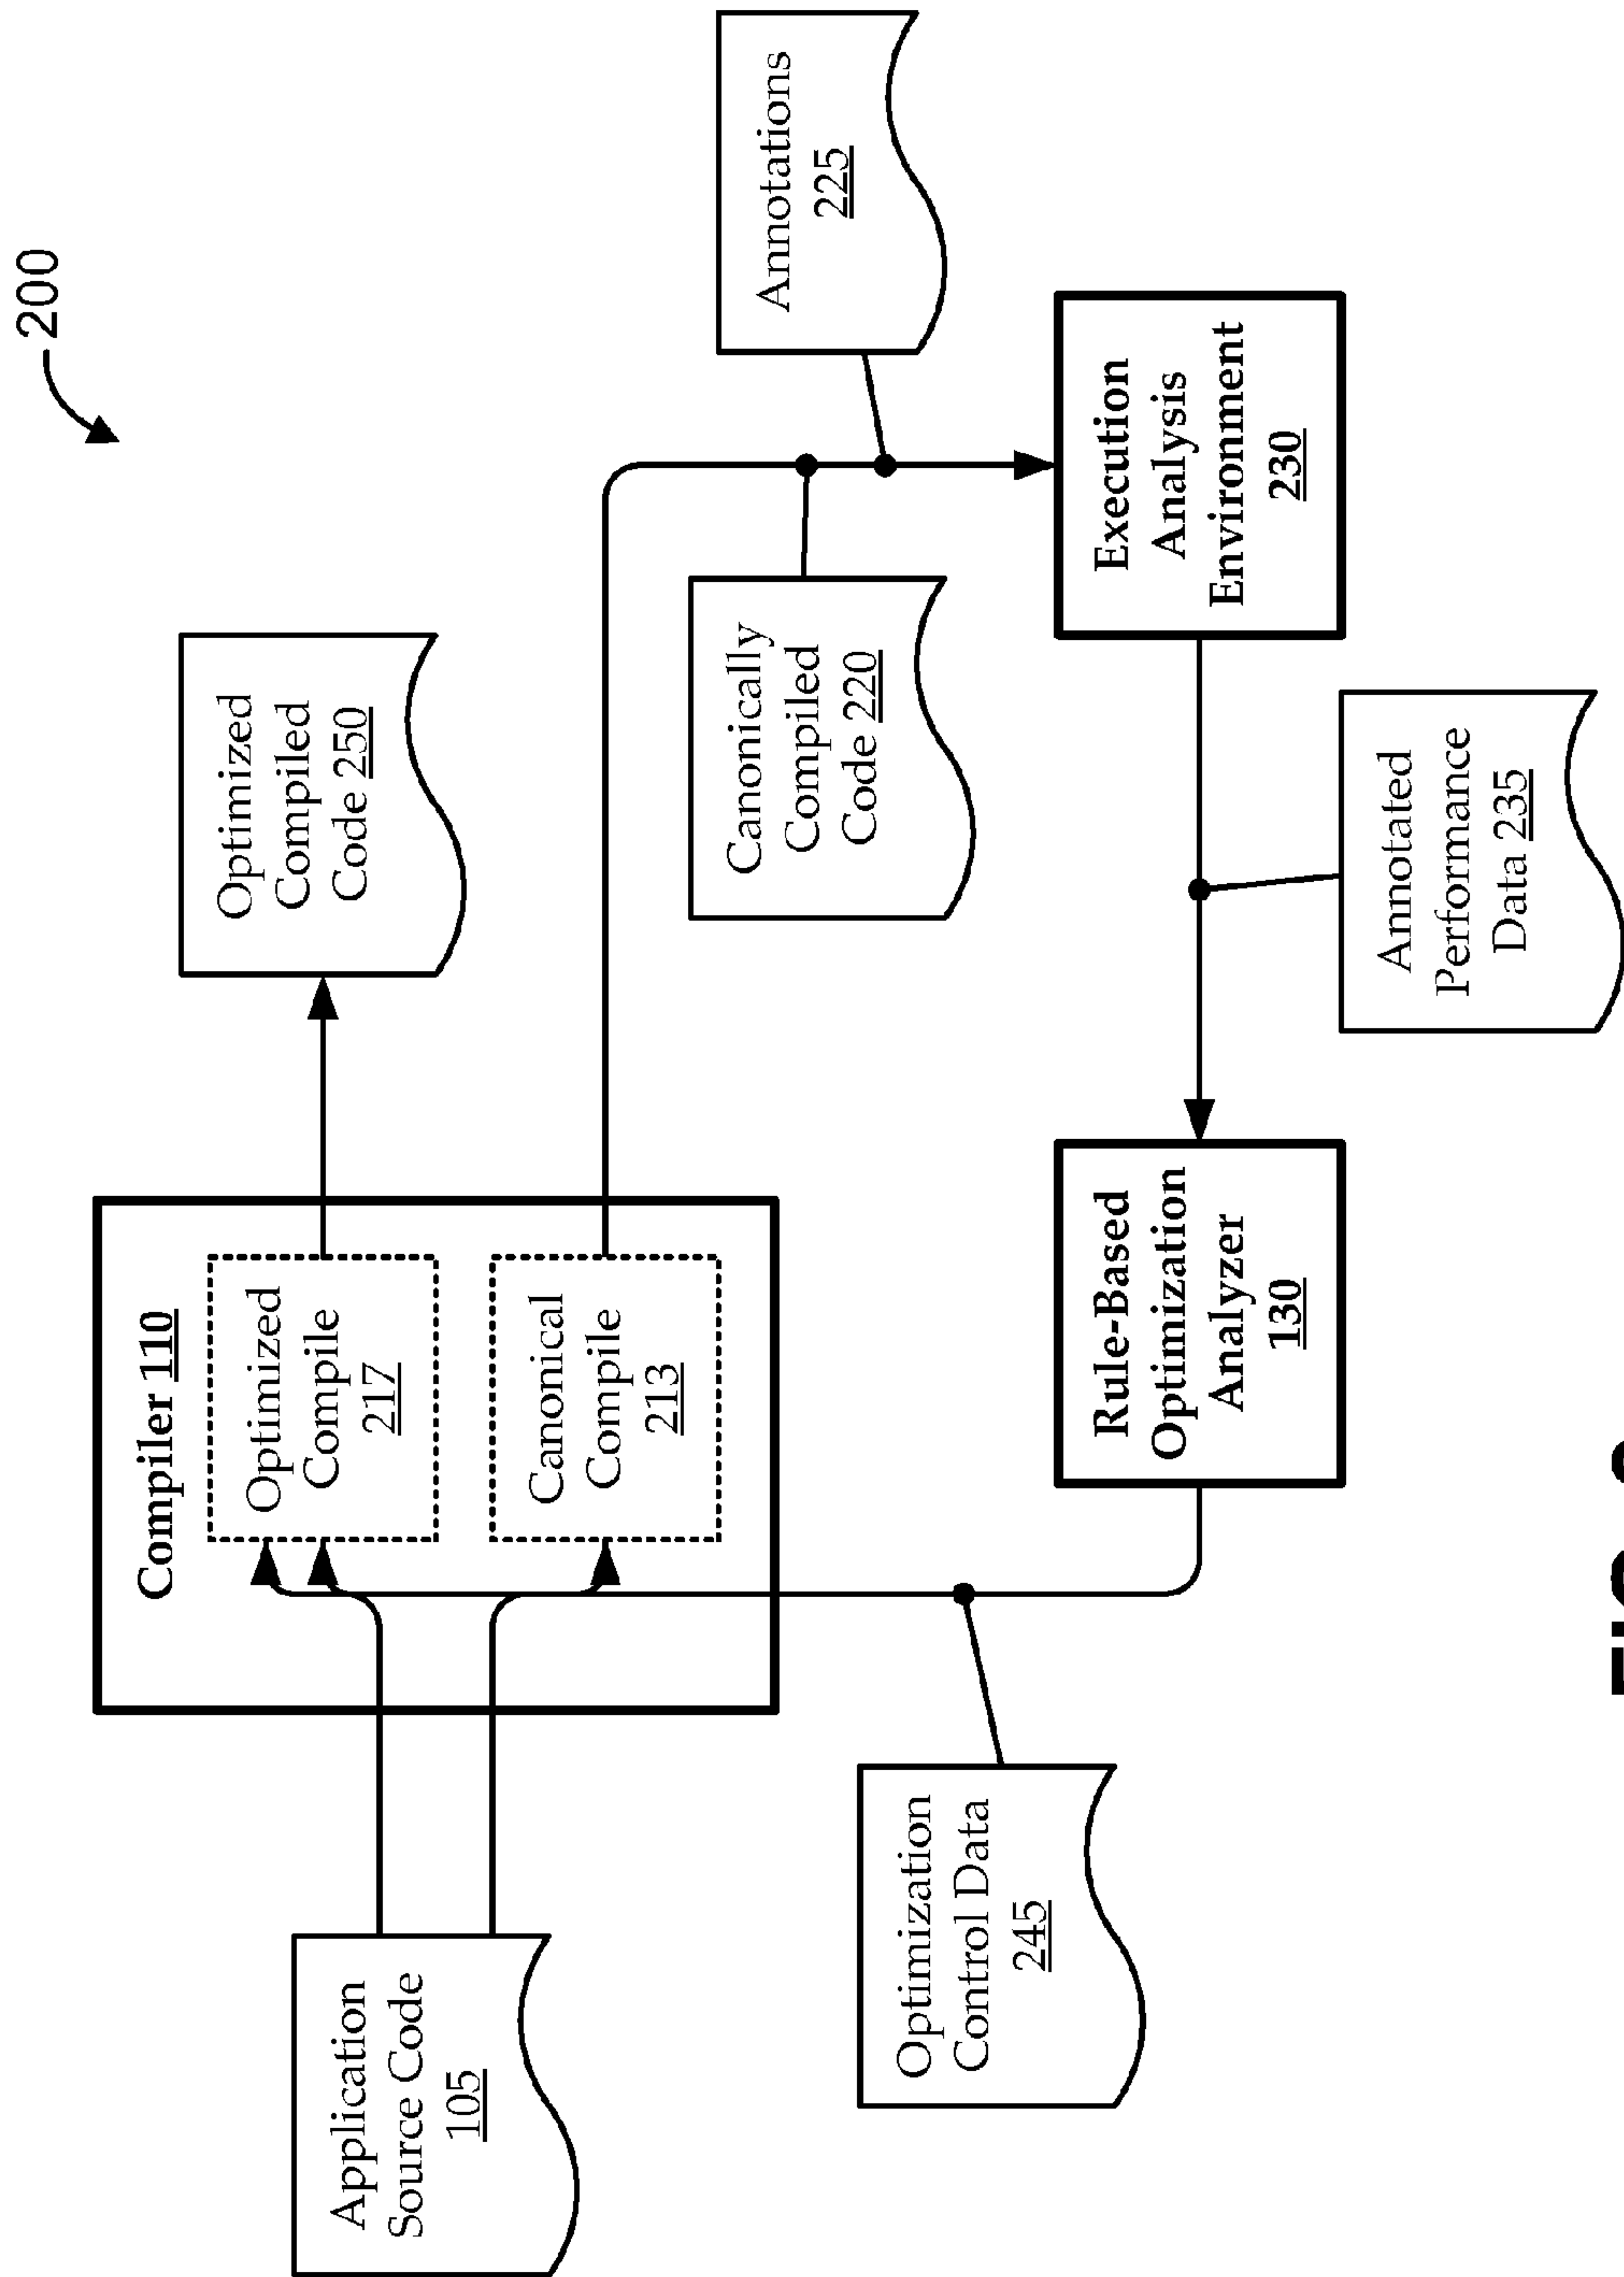 200
Compiler 110
Optimized
Compile
217
Canonical
Compile
213
Application
Source Code
105
Optimized
Compiled
Code 250
Canonically
Compiled
Code 220
Annotations
225
Optimization
Control Data
245
Rule-Based
Optimization
Analyzer
130
Execution
Analysis
Environment
230
Annotated
Performance
Data 235